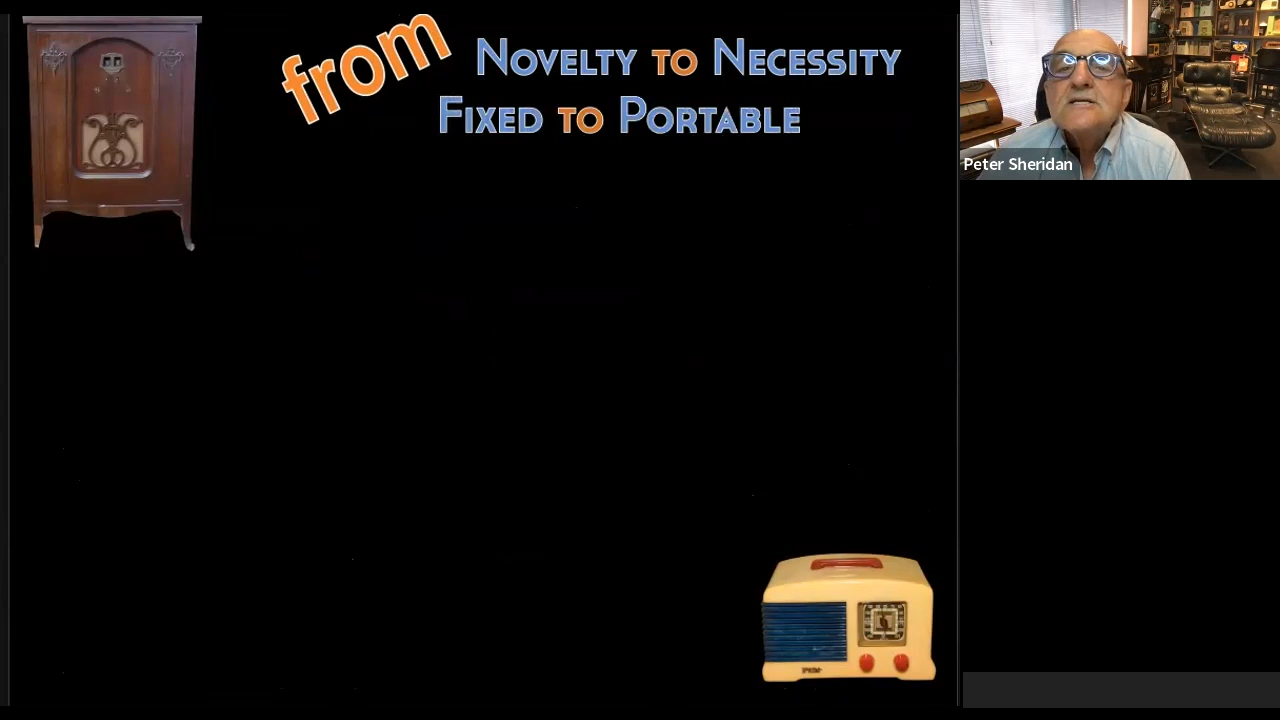 from NOVELTY TO NECESSITY
FIXED TO PORTABLE
Peter Sheridan